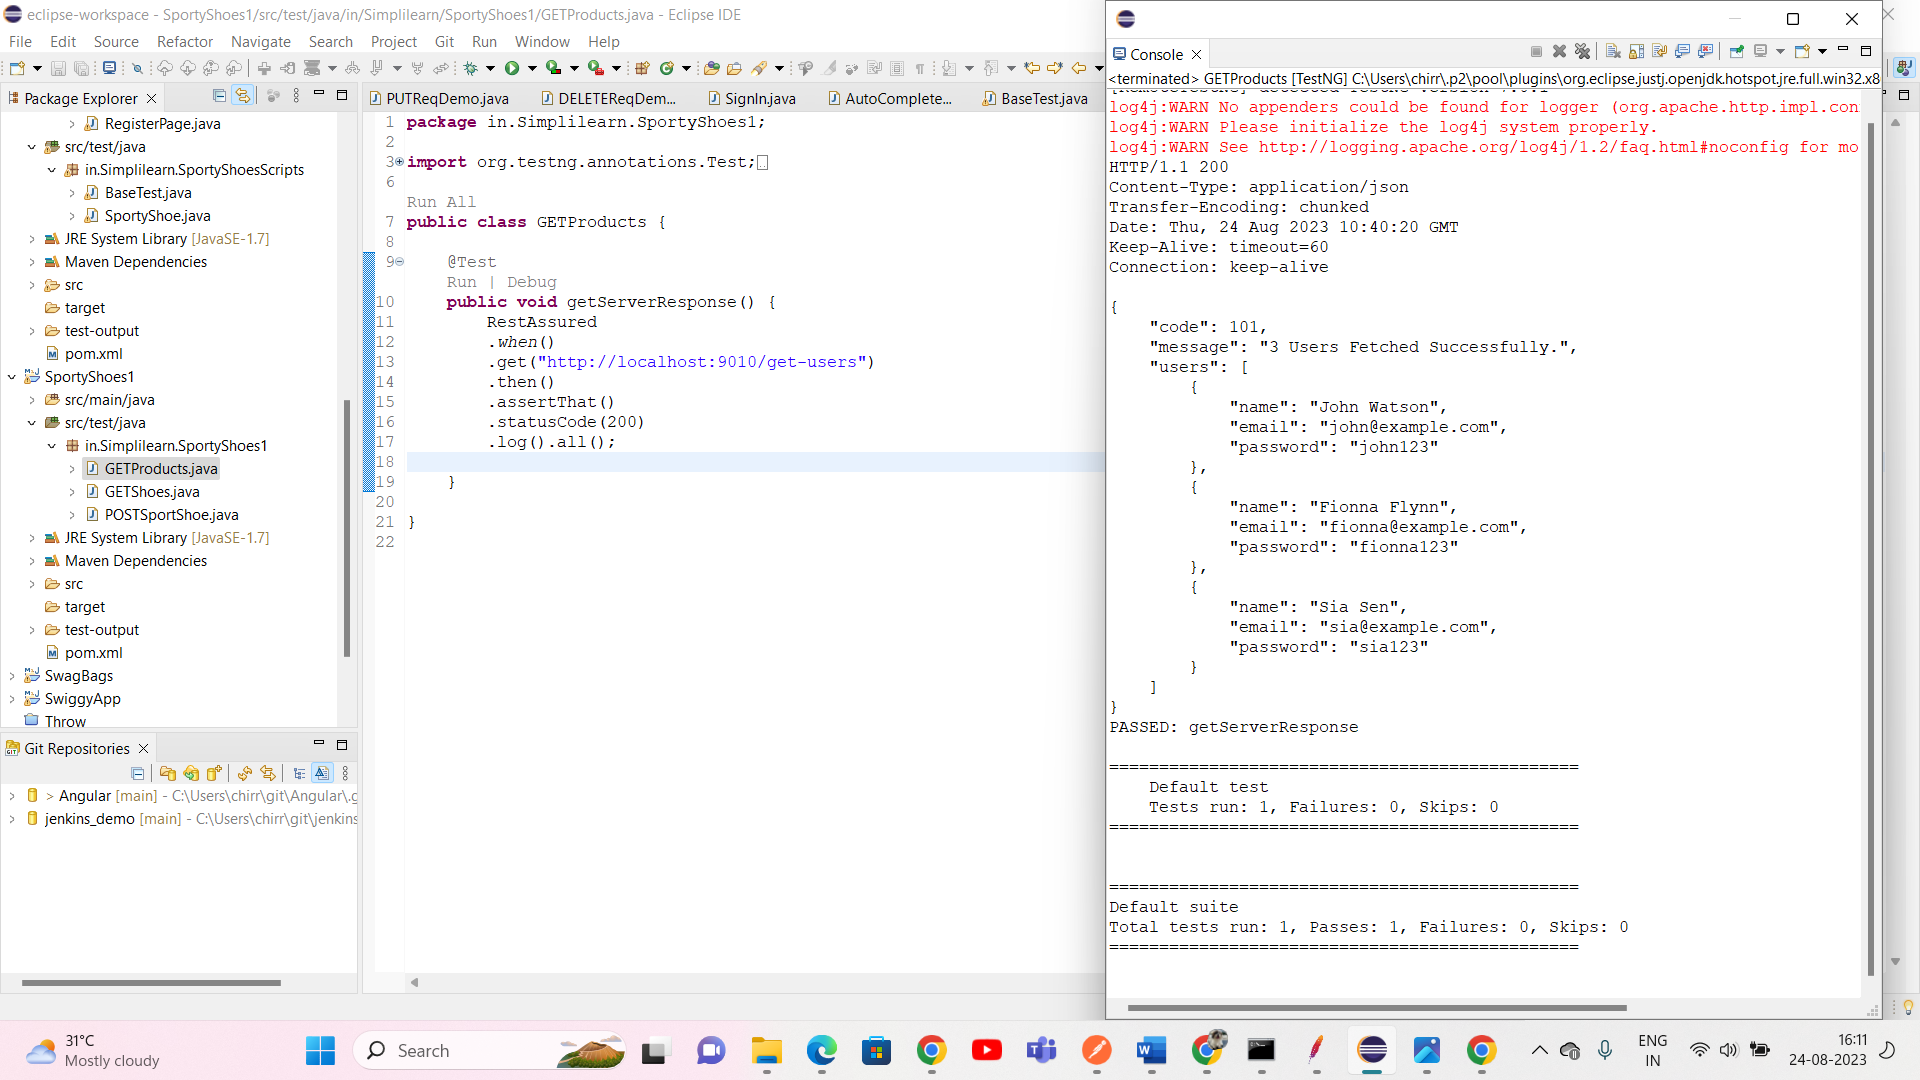 eclipse-workspace - SportyShoes1/src/test/java/in/Simplilearn/SportyShoes1/GETProducts.java - Eclipse IDE
File Edit Source Refactor Navigate Search Project Git Run Window Help
Package Explorer
RegisterPage.java
src/test/java
in.Simplilearn.SportyShoesScripts
BaseTest.java
SportyShoe.java
JRE System Library [JavaSE-1.7]
Maven Dependencies
src
target
test-output
pom.xml
SportyShoes1
src/main/java
src/test/java
in.Simplilearn.SportyShoes1
GETProducts.java
GETShoes.java
POSTSportShoe.java
JRE System Library [JavaSE-1.7]
Maven Dependencies
src
target
test-output
pom.xml
SwagBags
SwiggyApp
Throw
Git Repositories
> Angular [main] - C:\Users\chirr\git\Angular\.g
jenkins_demo [main] - C:\Users\chirr\git\jenkins
PUTReqDemo.java DELETEReqDem... SignIn.java AutoComplete... BaseTest.java
1 package in.Simplilearn.SportyShoes1;
2
3 import org.testng.annotations.Test;
6
Run All
7 public class GETProducts {
8
9 @Test
Run | Debug
10 public void getServerResponse() {
11 RestAssured
12 .when()
13 .get("http://localhost:9010/get-users")
14 .then()
15 .assertThat()
16 .statusCode(200)
17 .log().all();
18
19 }
20
21 }
22
Console
<terminated> GETProducts [TestNG] C:\Users\chirr\.p2\pool\plugins\org.eclipse.justj.openjdk.hotspot.jre.full.win32.x8
log4j:WARN No appenders could be found for logger (org.apache.http.impl.con
log4j:WARN Please initialize the log4j system properly.
log4j:WARN See http://logging.apache.org/log4j/1.2/faq.html#noconfig for mo
HTTP/1.1 200
Content-Type: application/json
Transfer-Encoding: chunked
Date: Thu, 24 Aug 2023 10:40:20 GMT
Keep-Alive: timeout=60
Connection: keep-alive
{
"code": 101,
"message": "3 Users Fetched Successfully.",
"users": [
{
"name": "John Watson",
"email": "john@example.com",
"password": "john123"
},
{
"name": "Fionna Flynn",
"email": "fionna@example.com",
"password": "fionna123"
},
{
"name": "Sia Sen",
"email": "sia@example.com",
"password": "sia123"
}
]
}
PASSED: getServerResponse
===============================================
Default test
Tests run: 1, Failures: 0, Skips: 0
===============================================
===============================================
Default suite
Total tests run: 1, Passes: 1, Failures: 0, Skips: 0
===============================================
31°C
Mostly cloudy
Search
ENG
IN
16:11
24-08-2023